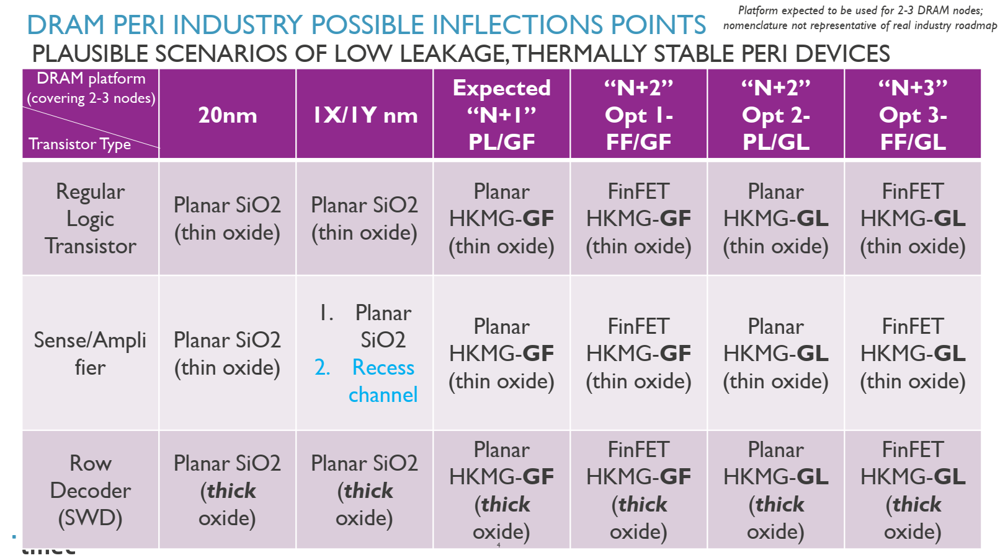 DRAM PERI INDUSTRY POSSIBLE INFLECTIONS POINTS
Platform expected to be used for 2-3 DRAM nodes;
nomenclature not representative of real industry roadmap
PLAUSIBLE SCENARIOS OF LOW LEAKAGE, THERMALLY STABLE PERI DEVICES
DRAM platform
(covering 2-3 nodes)
Transistor Type
20nm
1X/1Y nm
Expected
“N+1”
PL/GF
“N+2”
Opt 1-
FF/GF
“N+2”
Opt 2-
PL/GL
“N+3”
Opt 3-
FF/GL
Regular
Logic
Transistor
Planar SiO2
(thin oxide)
Planar SiO2
(thin oxide)
Planar
HKMG-GF
(thin oxide)
FinFET
HKMG-GF
(thin oxide)
Planar
HKMG-GL
(thin oxide)
FinFET
HKMG-GL
(thin oxide)
Sense/Ampli
fier
Planar SiO2
(thin oxide)
1. Planar
SiO2
2. Recess
channel
Planar
HKMG-GF
(thin oxide)
FinFET
HKMG-GF
(thin oxide)
Planar
HKMG-GL
(thin oxide)
FinFET
HKMG-GL
(thin oxide)
Row
Decoder
(SWD)
Planar SiO2
(thick
oxide)
Planar SiO2
(thick
oxide)
Planar
HKMG-GF
(thick
oxide)
FinFET
HKMG-GF
(thick
oxide)
Planar
HKMG-GL
(thick
oxide)
FinFET
HKMG-GL
(thick
oxide)
4